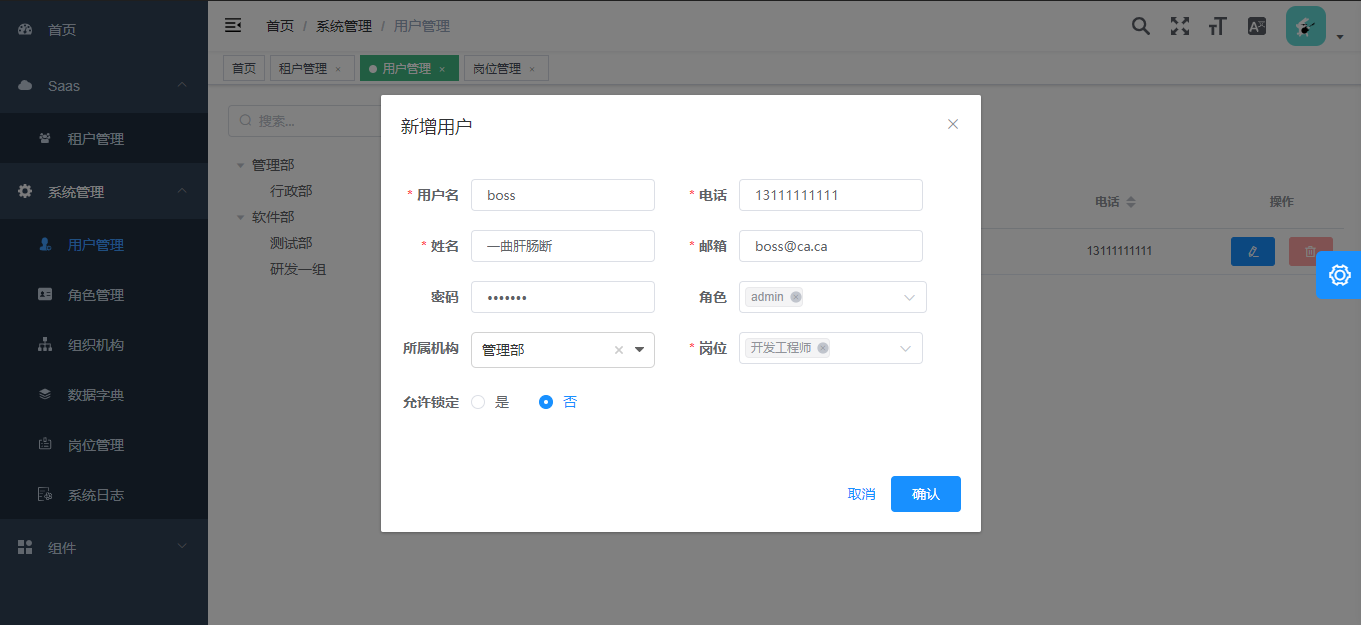 首页
Saas
租户管理
系统管理
用户管理
角色管理
组织机构
数据字典
岗位管理
系统日志
组件
首页 / 系统管理 / 用户管理
首页 租户管理 × 用户管理 × 岗位管理 ×
搜索...
管理部
行政部
软件部
测试部
研发一组
电话 操作
13111111111
新增用户
* 用户名 boss * 电话 13111111111
* 姓名 一曲肝肠断 * 邮箱 boss@ca.ca
密码 ••••••• 角色 admin
所属机构 管理部 * 岗位 开发工程师
允许锁定 是 否
取消 确认